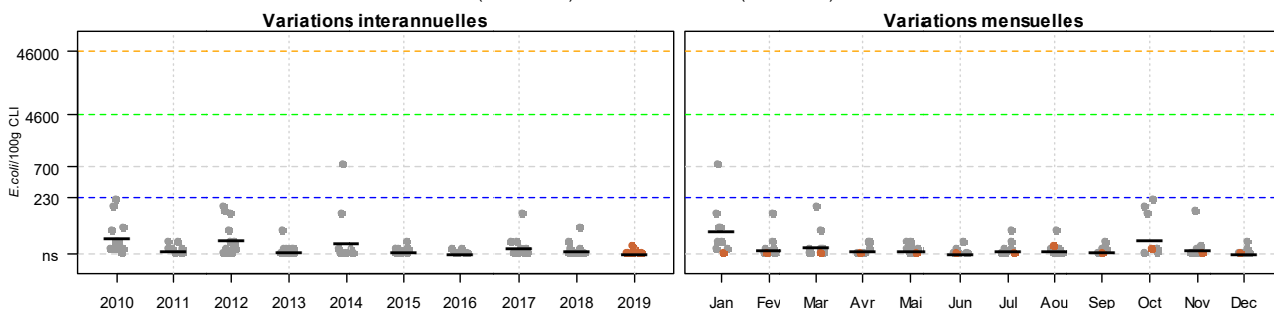 Variations interannuelles
Variations mensuelles
E.coli/100g CLI
46000
4600
700
230
ns
2010 2011 2012 2013 2014 2015 2016 2017 2018 2019
Jan Fev Mar Avr Mai Jun Jul Aou Sep Oct Nov Dec